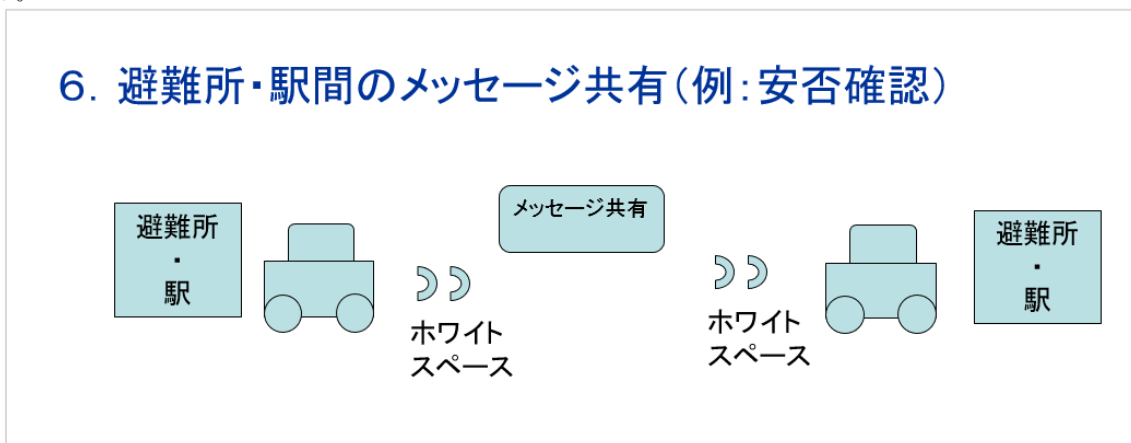 ６．避難所・駅間のメッセージ共有（例：安否確認）
避難所
・
駅
メッセージ共有
ホワイト
スペース
ホワイト
スペース
避難所
・
駅